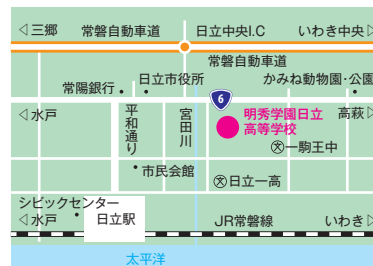 ◁三郷 常磐自動車道 日立中央I.C いわき中央▷
常磐自動車道
常陽銀行 日立市役所 かみね動物園・公園
6
◁水戸 平和通り 宮田川 明秀学園日立高等学校 高萩▷
㊛一駒王中
市民会館
㊛日立一高
シビックセンター
◁水戸 日立駅 JR常磐線 いわき▷
太平洋